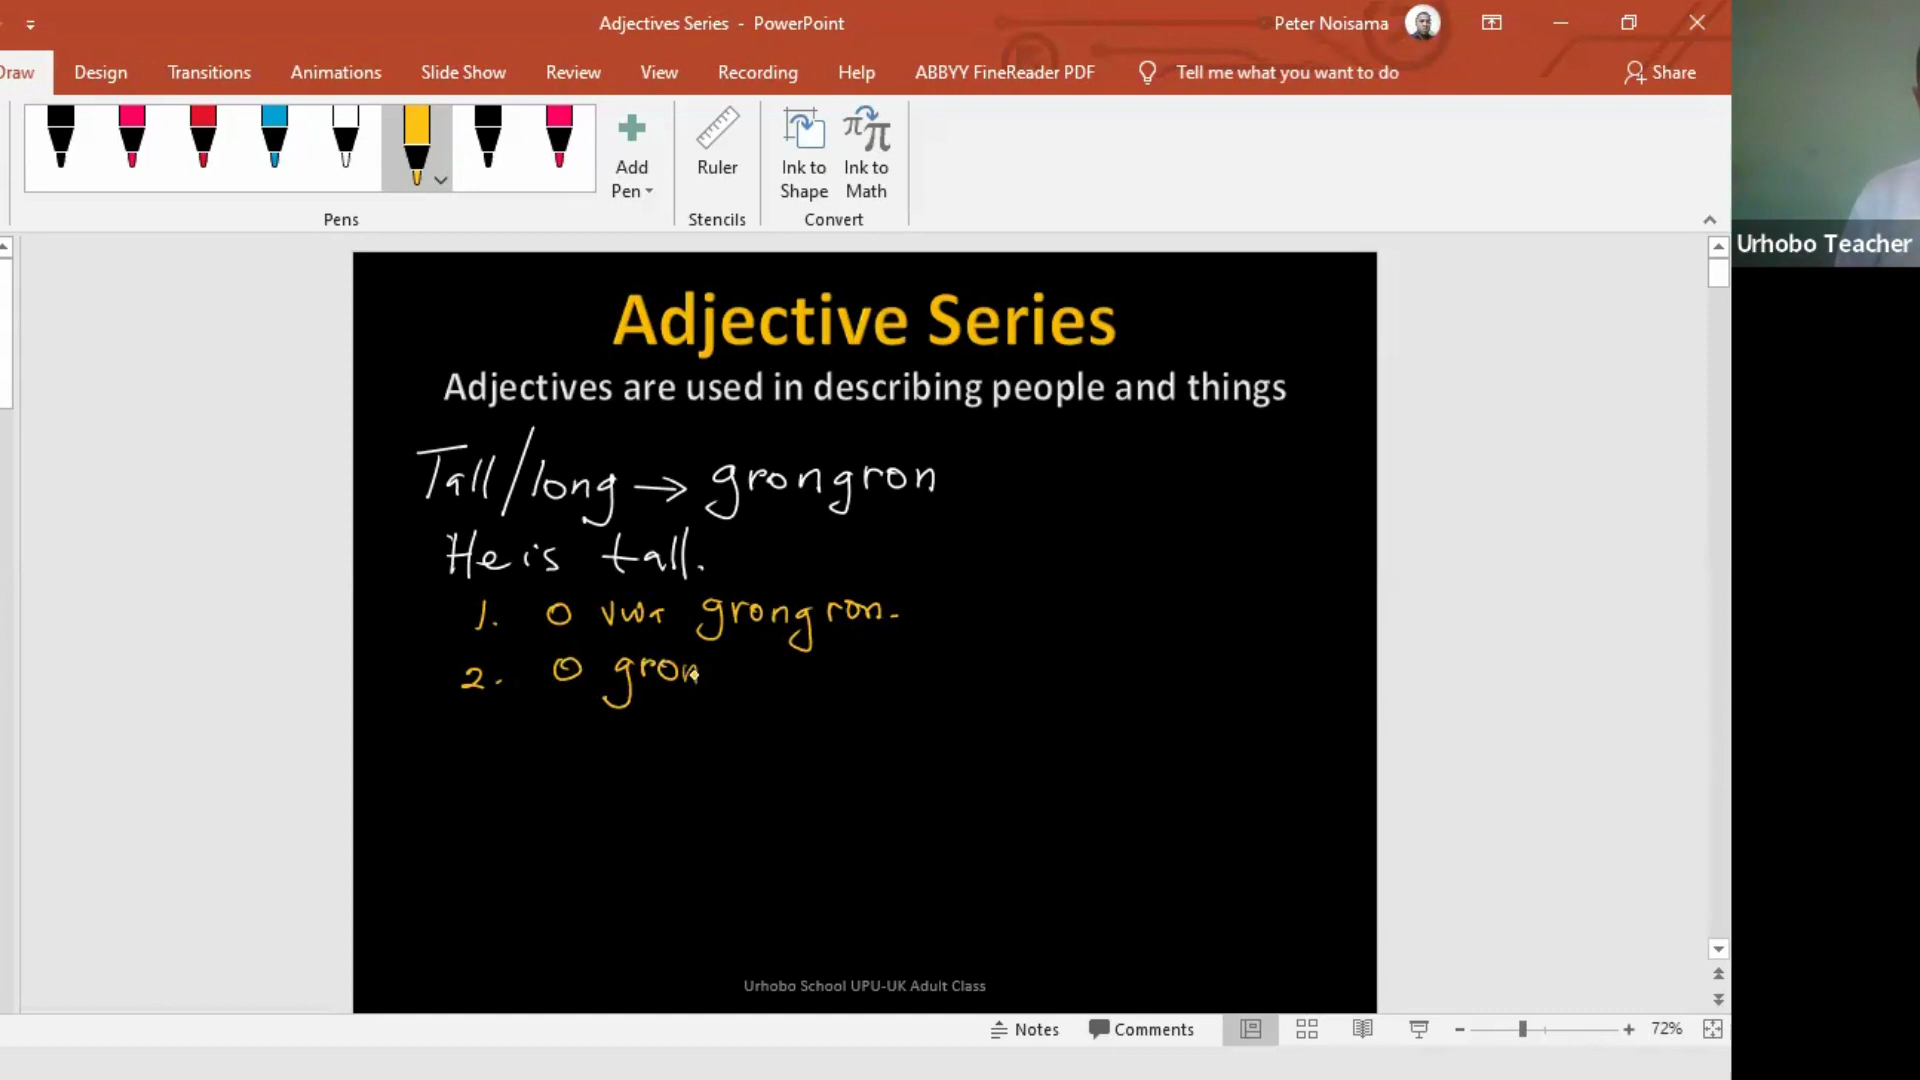 Adjectives Series - PowerPoint
Peter Noisama
Draw Design Transitions Animations Slide Show Review View Recording Help ABBYY FineReader PDF Tell me what you want to do Share
Add Pen
Ruler
Ink to Shape
Ink to Math
Pens
Stencils
Convert
Urhobo Teacher
Adjective Series
Adjectives are used in describing people and things
Tall/long → grongron
He is tall.
1. O grongron.
2. O gron
Urhobo School UPU-UK Adult Class
Notes Comments 72%